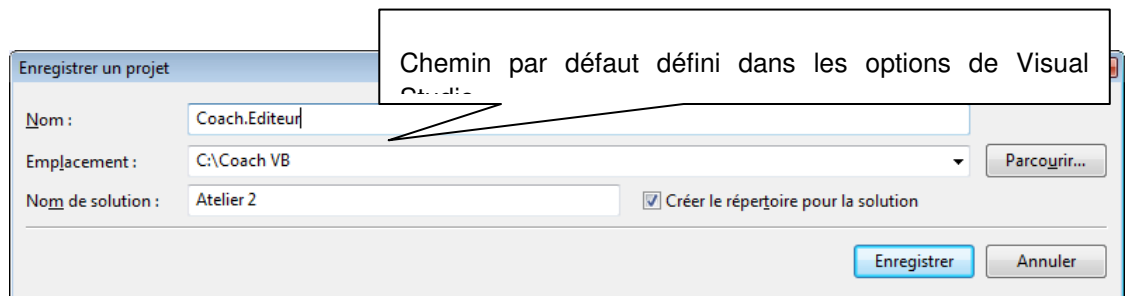 Enregistrer un projet
Chemin par défaut défini dans les options de Visual
Nom :
Coach.Editeur
Emplacement :
C:\Coach VB
Parcourir...
Nom de solution :
Atelier 2
Créer le répertoire pour la solution
Enregistrer
Annuler